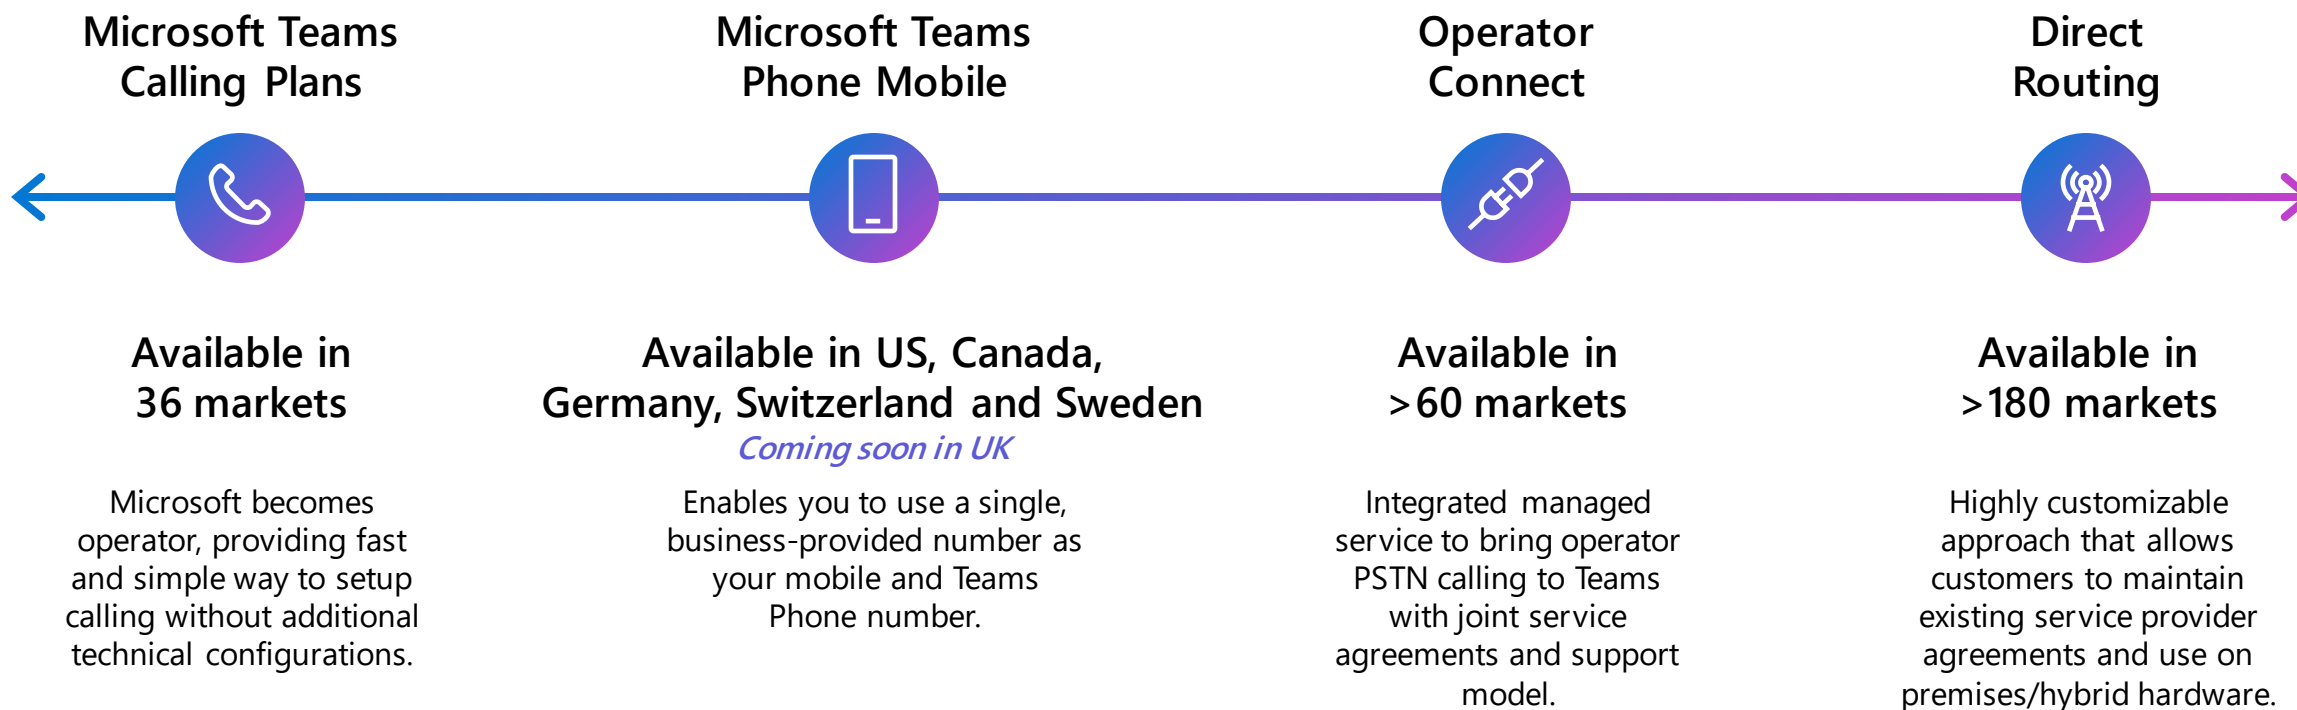 Microsoft Teams
Calling Plans
Available in
36 markets
Microsoft becomes
operator, providing fast
and simple way to setup
calling without additional
technical configurations.
Microsoft Teams
Phone Mobile
Available in US, Canada,
Germany, Switzerland and Sweden
Coming soon in UK
Enables you to use a single,
business-provided number as
your mobile and Teams
Phone number.
Operator
Connect
Available in
>60 markets
Integrated managed
service to bring operator
PSTN calling to Teams
with joint service
agreements and support
model.
Direct
Routing
Available in
>180 markets
Highly customizable
approach that allows
customers to maintain
existing service provider
agreements and use on
premises/hybrid hardware.